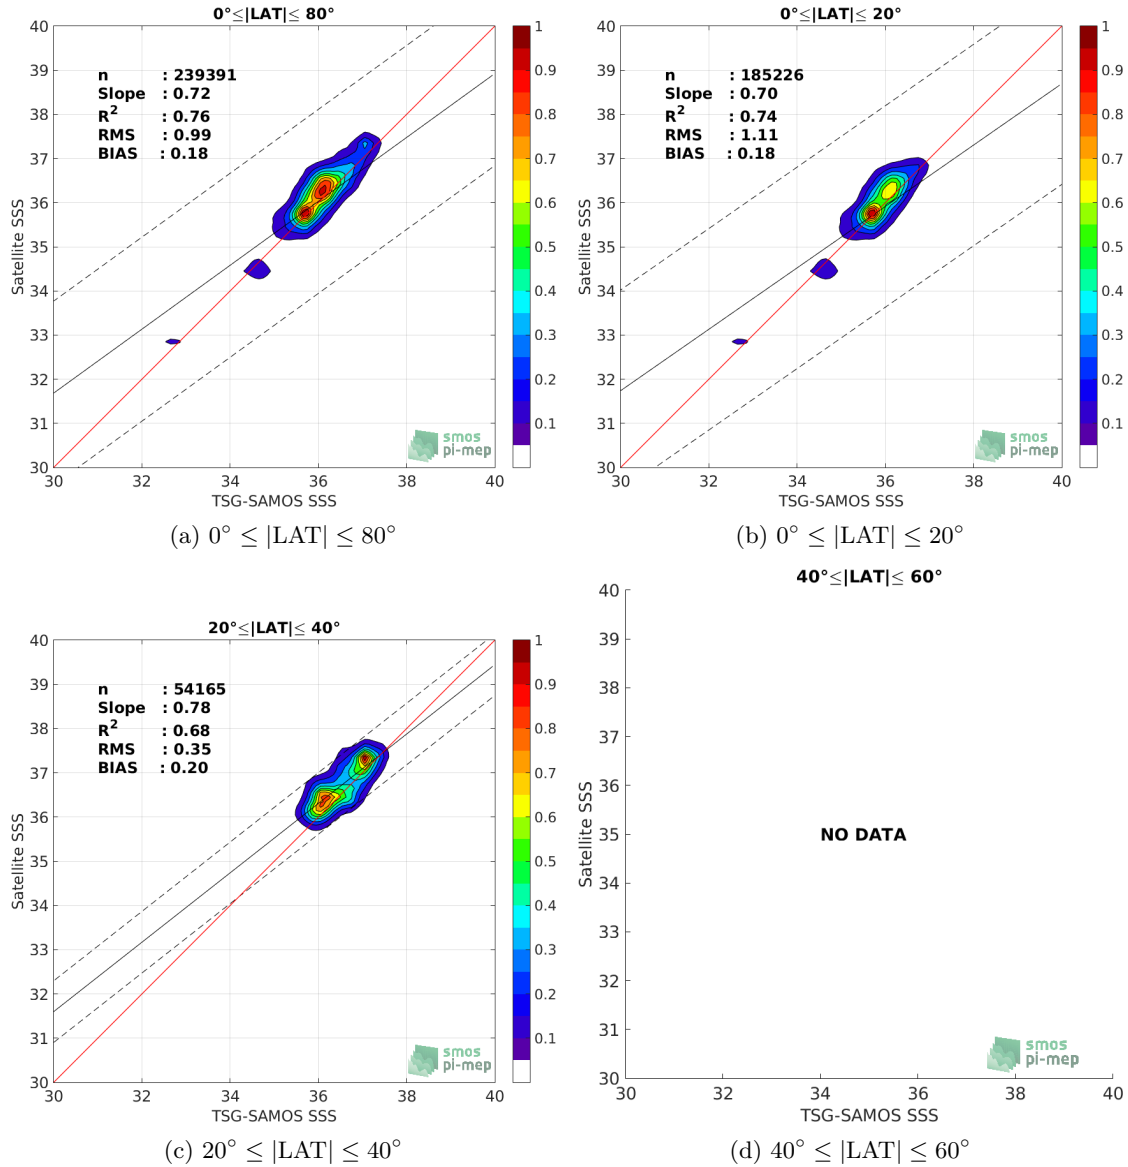 0°≤|LAT|≤ 80°
40
39
38
37
36
35
34
33
32
31
30
n : 239391
Slope : 0.72
R² : 0.76
RMS : 0.99
BIAS : 0.18
Satellite SSS
30 32 34 36 38 40
TSG-SAMOS SSS
smos
pi-mep
1
0.9
0.8
0.7
0.6
0.5
0.4
0.3
0.2
0.1
(a) 0° ≤ |LAT| ≤ 80°
0°≤|LAT|≤ 20°
40
39
38
37
36
35
34
33
32
31
30
n : 185226
Slope : 0.70
R² : 0.74
RMS : 1.11
BIAS : 0.18
Satellite SSS
30 32 34 36 38 40
TSG-SAMOS SSS
smos
pi-mep
1
0.9
0.8
0.7
0.6
0.5
0.4
0.3
0.2
0.1
(b) 0° ≤ |LAT| ≤ 20°
20°≤|LAT|≤ 40°
40
39
38
37
36
35
34
33
32
31
30
n : 54165
Slope : 0.78
R² : 0.68
RMS : 0.35
BIAS : 0.20
Satellite SSS
30 32 34 36 38 40
TSG-SAMOS SSS
smos
pi-mep
1
0.9
0.8
0.7
0.6
0.5
0.4
0.3
0.2
0.1
(c) 20° ≤ |LAT| ≤ 40°
40°≤|LAT|≤ 60°
40
39
38
37
36
35
34
33
32
31
30
NO DATA
Satellite SSS
30 32 34 36 38 40
TSG-SAMOS SSS
smos
pi-mep
(d) 40° ≤ |LAT| ≤ 60°